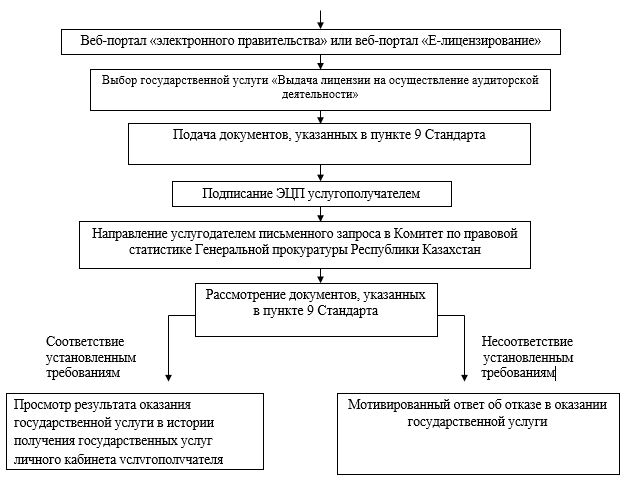 Веб-портал «электронного правительства» или веб-портал «Е-лицензирование»
Выбор государственной услуги «Выдача лицензии на осуществление аудиторской
деятельности»
Подача документов, указанных в пункте 9 Стандарта
Подписание ЭЦП услугополучателем
Направление услугодателем письменного запроса в Комитет по правовой
статистике Генеральной прокуратуры Республики Казахстан
Рассмотрение документов, указанных
в пункте 9 Стандарта
Соответствие
установленным
требованиям
Несоответствие
установленным
требованиям
Просмотр результата оказания
государственной услуги в истории
получения государственных услуг
личного кабинета услугополучателя
Мотивированный ответ об отказе в оказании
государственной услуги